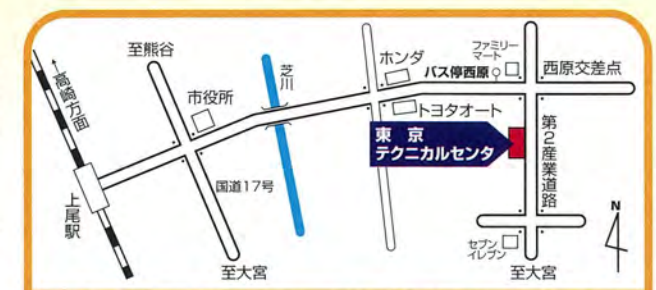 至熊谷
←高崎方面
市役所
芝川
ホンダ
ファミリー
マート
バス停西原
西原交差点
トヨタオート
東 京
テクニカルセンタ
第2産業道路
国道17号
上尾駅
至大宮
セブン
イレブン
至大宮
N